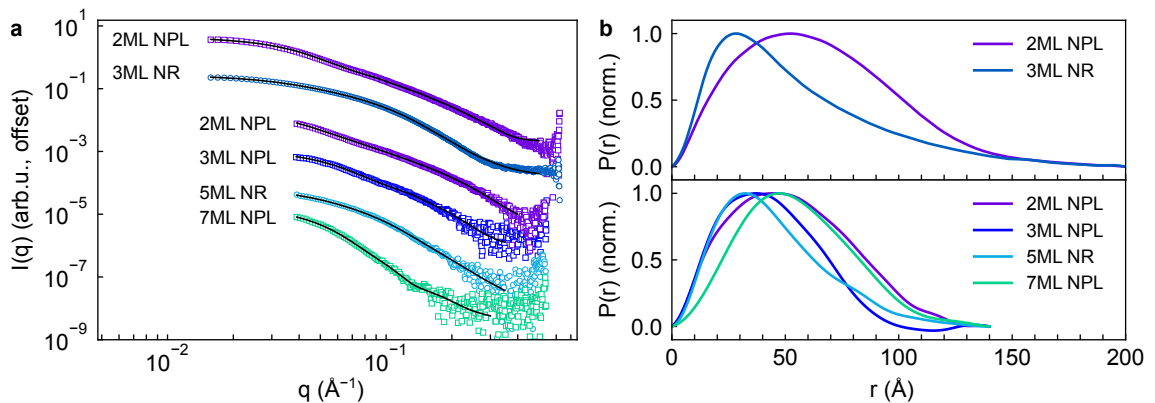 a
I(q) (arb.u., offset)
10^1
10^−1
10^−3
10^−5
10^−7
10^−9
2ML NPL
3ML NR
2ML NPL
3ML NPL
5ML NR
7ML NPL
10^−2
10^−1
q (Å^−1)
b
P(r) (norm.)
1.0
0.5
0.0
2ML NPL
3ML NR
P(r) (norm.)
1.0
0.5
0.0
2ML NPL
3ML NPL
5ML NR
7ML NPL
0
50
100
150
200
r (Å)